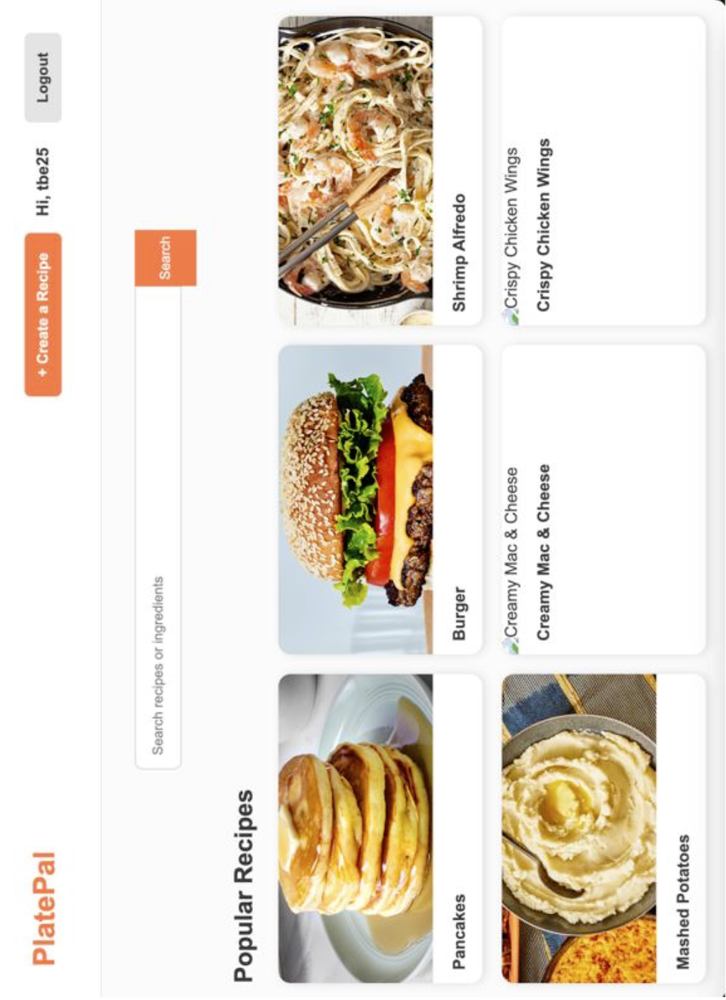 PlatePal
+ Create a Recipe
Hi, tbe25
Logout
Search recipes or ingredients
Search
Popular Recipes
Pancakes
Burger
Shrimp Alfredo
Mashed Potatoes
Creamy Mac & Cheese
Creamy Mac & Cheese
Crispy Chicken Wings
Crispy Chicken Wings